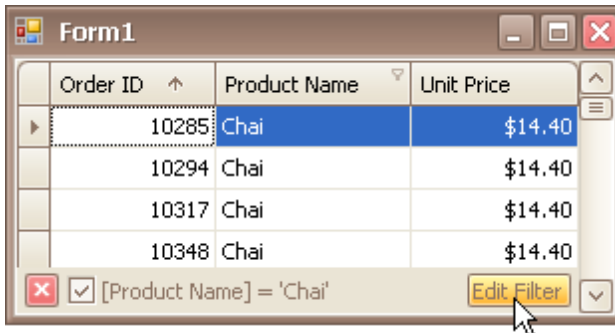 Form1
Order ID Product Name Unit Price
10285 Chai $14.40
10294 Chai $14.40
10317 Chai $14.40
10348 Chai $14.40
[Product Name] = 'Chai' Edit Filter